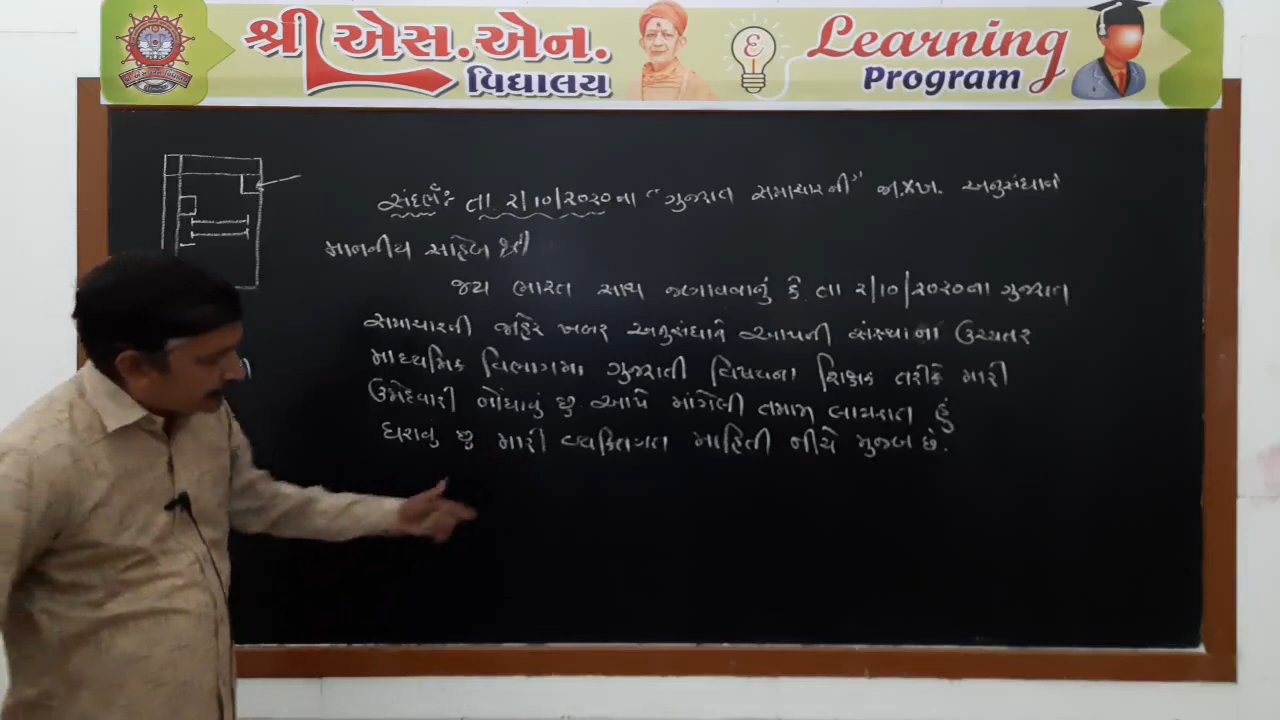 શ્રી એસ.એન.
વિદ્યાલય
Learning
Program
સંદર્ભ:- તા ૨/૧૦/૨૦૨૦ના "ગુજરાત સમાચારની" જા.X.ખ. અનુસંધાને
માનનીય સાહેબ શ્રી
જય ભારત સાથ જણાવવાનું કે તા ૨/૧૦/૨૦૨૦ના ગુજરાત
સમાચારની જાહેર ખબર અનુસંધાને આપની સંસ્થાના ઉચ્ચતર
માધ્યમિક વિભાગમા ગુજરાતી વિષયના શિક્ષક તરીકે મારી
ઉમેદવારી નોંધાવું છુ. આપે માંગેલી તમામ લાયકાત હું
ધરાવુ છુ મારી વ્યક્તિગત માહિતી નીચે મુજબ છે.